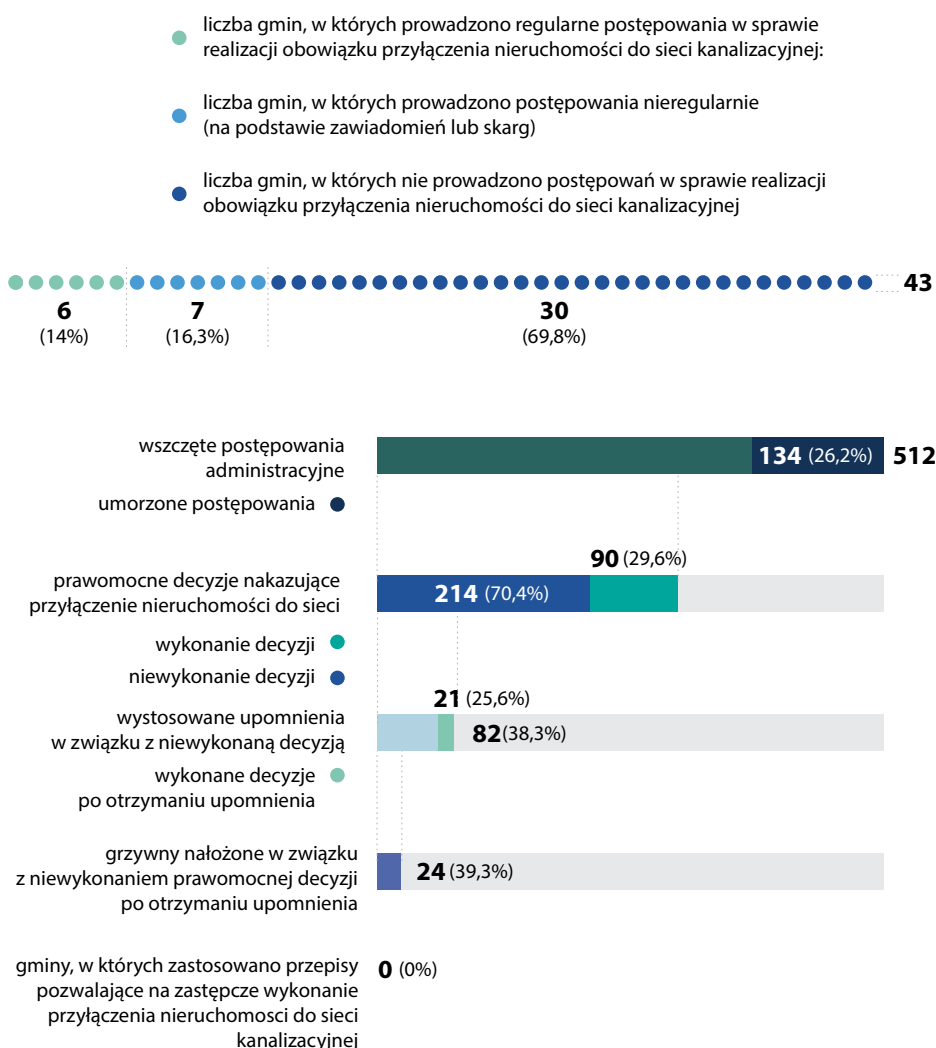 liczba gmin, w których prowadzono regularne postępowania w sprawie
realizacji obowiązku przyłączenia nieruchomości do sieci kanalizacyjnej:
liczba gmin, w których prowadzono postępowania nieregularnie
(na podstawie zawiadomień lub skarg)
liczba gmin, w których nie prowadzono postępowań w sprawie realizacji
obowiązku przyłączenia nieruchomości do sieci kanalizacyjnej
43
6 7 30
(14%) (16,3%) (69,8%)
wszczęte postępowania
administracyjne
134 (26,2%) 512
umorzone postępowania
90 (29,6%)
prawomocne decyzje nakazujące
przyłączenie nieruchomości do sieci
214 (70,4%)
wykonanie decyzji
niewykonanie decyzji
21 (25,6%)
wystosowane upomnienia
w związku z niewykonaną decyzją
82 (38,3%)
wykonane decyzje
po otrzymaniu upomnienia
grzywny nałożone w związku
z niewykonaniem prawomocnej decyzji
po otrzymaniu upomnienia
24 (39,3%)
gminy, w których zastosowano przepisy
pozwalające na zastępcze wykonanie
przyłączenia nieruchomosci do sieci
kanalizacyjnej
0 (0%)